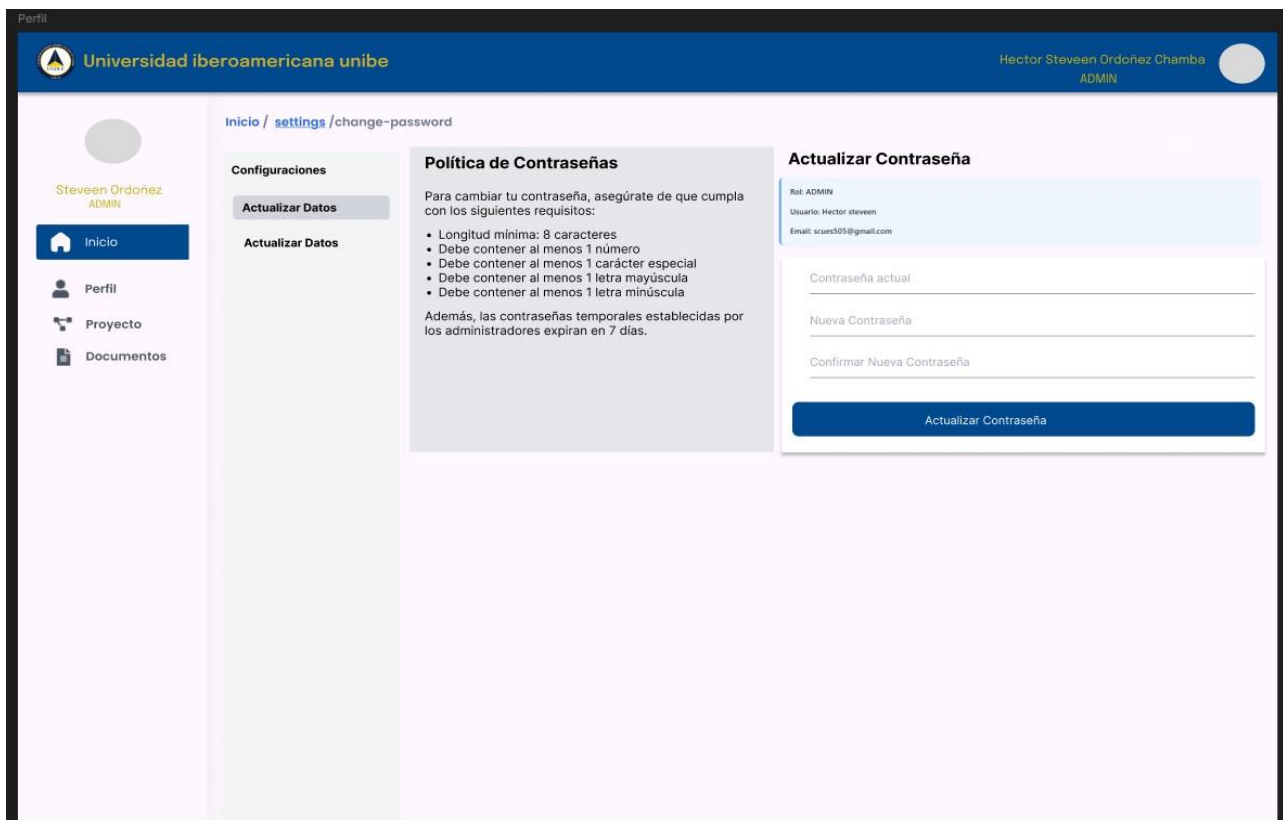 Perfil
Universidad iberoamericana unibe
Hector Steveen Ordoñez Chamba
ADMIN
Steveen Ordoñez
ADMIN
Inicio
Perfil
Proyecto
Documentos
Inicio / settings /change-password
Configuraciones
Actualizar Datos
Actualizar Datos
Política de Contraseñas
Para cambiar tu contraseña, asegúrate de que cumpla
con los siguientes requisitos:
• Longitud mínima: 8 caracteres
• Debe contener al menos 1 número
• Debe contener al menos 1 carácter especial
• Debe contener al menos 1 letra mayúscula
• Debe contener al menos 1 letra minúscula
Además, las contraseñas temporales establecidas por
los administradores expiran en 7 días.
Actualizar Contraseña
Rol: ADMIN
Usuario: Hector steveen
Email: scues505@gmail.com
Contraseña actual
Nueva Contraseña
Confirmar Nueva Contraseña
Actualizar Contraseña